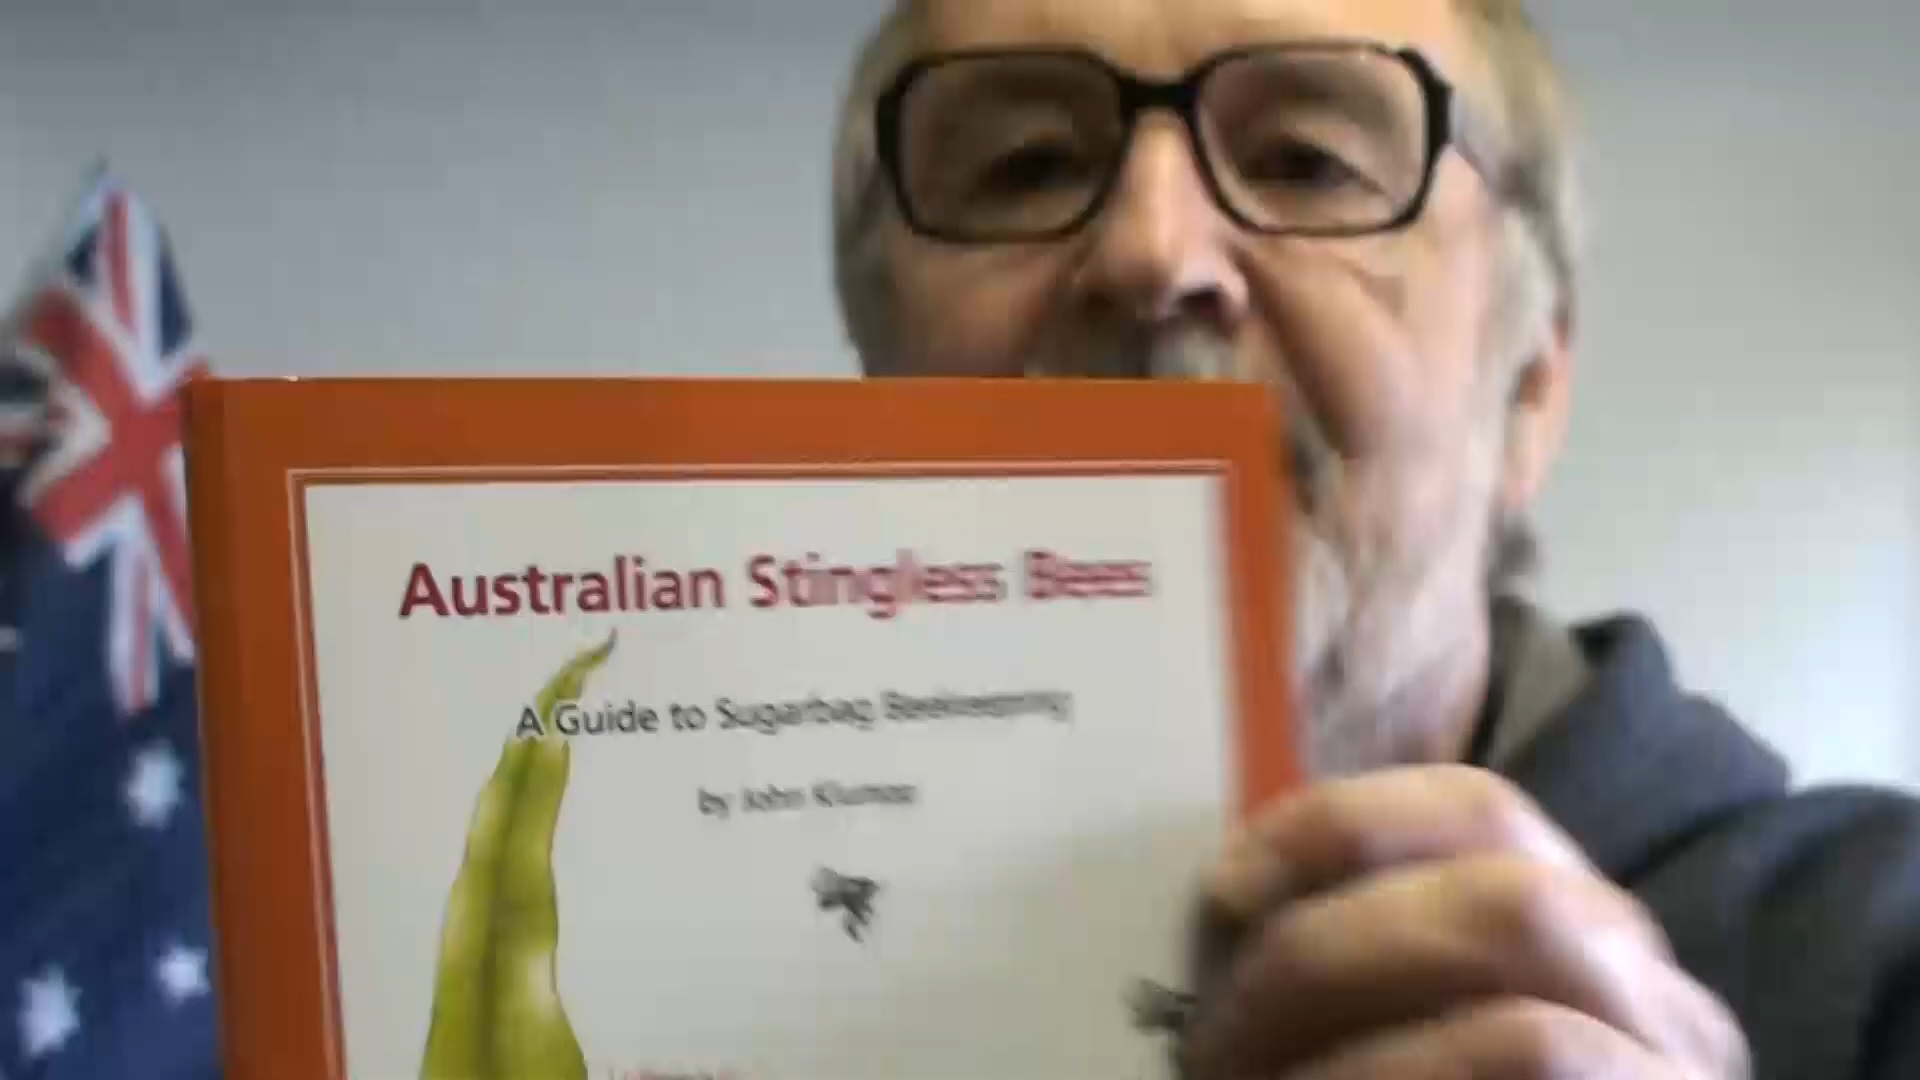 Australian Stingless Bees
A Guide to Sugarbag Beekeeping
by John Klumpp